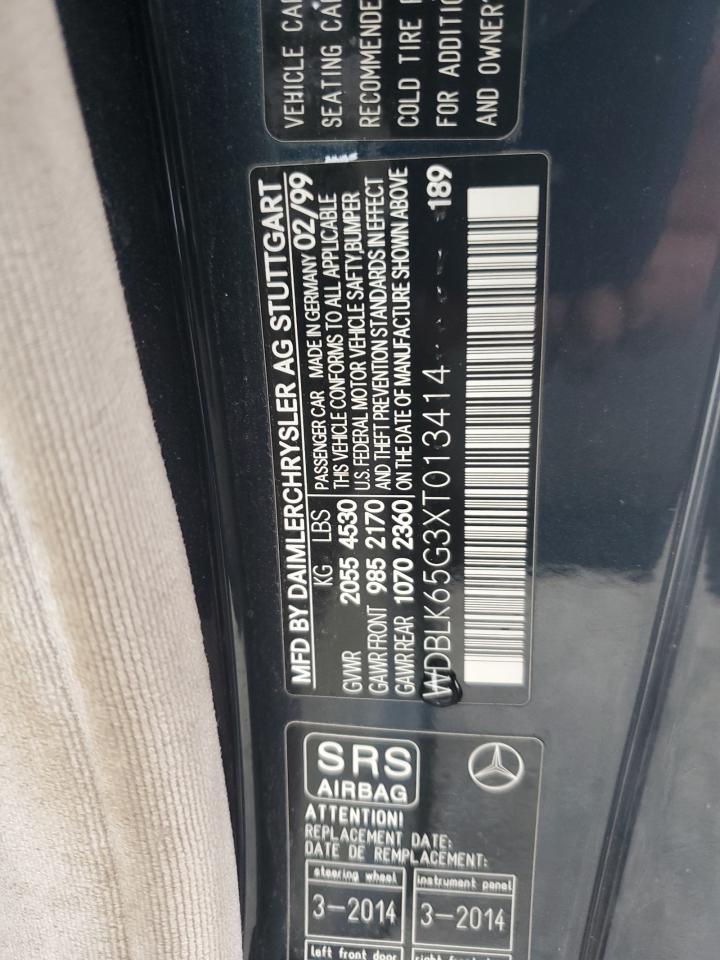 VEHICLE CA
SEATING CA
RECOMMENDE
COLD TIRE
FOR ADDITIO
AND OWNER'
MFD BY DAIMLERCHRYSLER AG STUTTGART
KG LBS PASSENGER CAR MADE IN GERMANY 02/99
GVWR 2055 4530 THIS VEHICLE CONFORMS TO ALL APPLICABLE
U.S. FEDERAL MOTOR VEHICLE SAFTY BUMPER
GAWR FRONT 985 2170 AND THEFT PREVENTION STANDARDS IN EFFECT
GAWR REAR 1070 2360 ON THE DATE OF MANUFACTURE SHOWN ABOVE
WDBLK65G3XT013414 189
SRS
AIRBAG
ATTENTION!
REPLACEMENT DATE:
DATE DE REMPLACEMENT:
steering wheel instrument panel
3-2014 3-2014
left front door right front